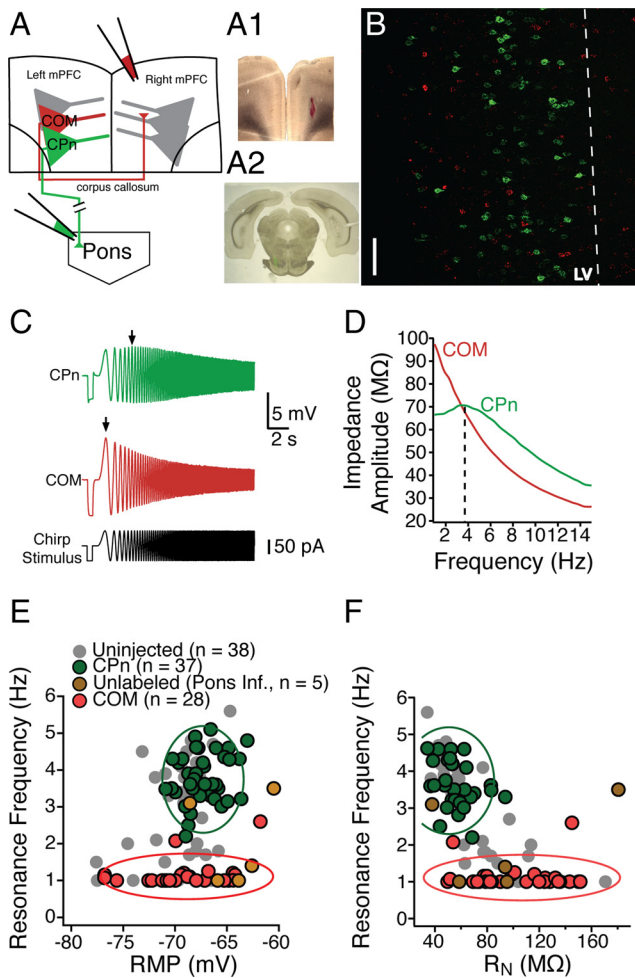 A
A1
B
Left mPFC
Right mPFC
COM
CPn
corpus callosum
A2
Pons
LV
C
D
CPn
5 mV
2 s
COM
Chirp
Stimulus
50 pA
Impedance
Amplitude (MΩ)
100
90
80
70
60
50
40
30
20
COM
CPn
2 4 6 8 10 12 14
Frequency (Hz)
E
F
Uninjected (n = 38)
CPn (n = 37)
Unlabeled (Pons Inf., n = 5)
COM (n = 28)
Resonance Frequency (Hz)
6
5
4
3
2
1
0
-80 -75 -70 -65 -60
RMP (mV)
Resonance Frequency (Hz)
6
5
4
3
2
1
0
40 80 120 160
RN (MΩ)